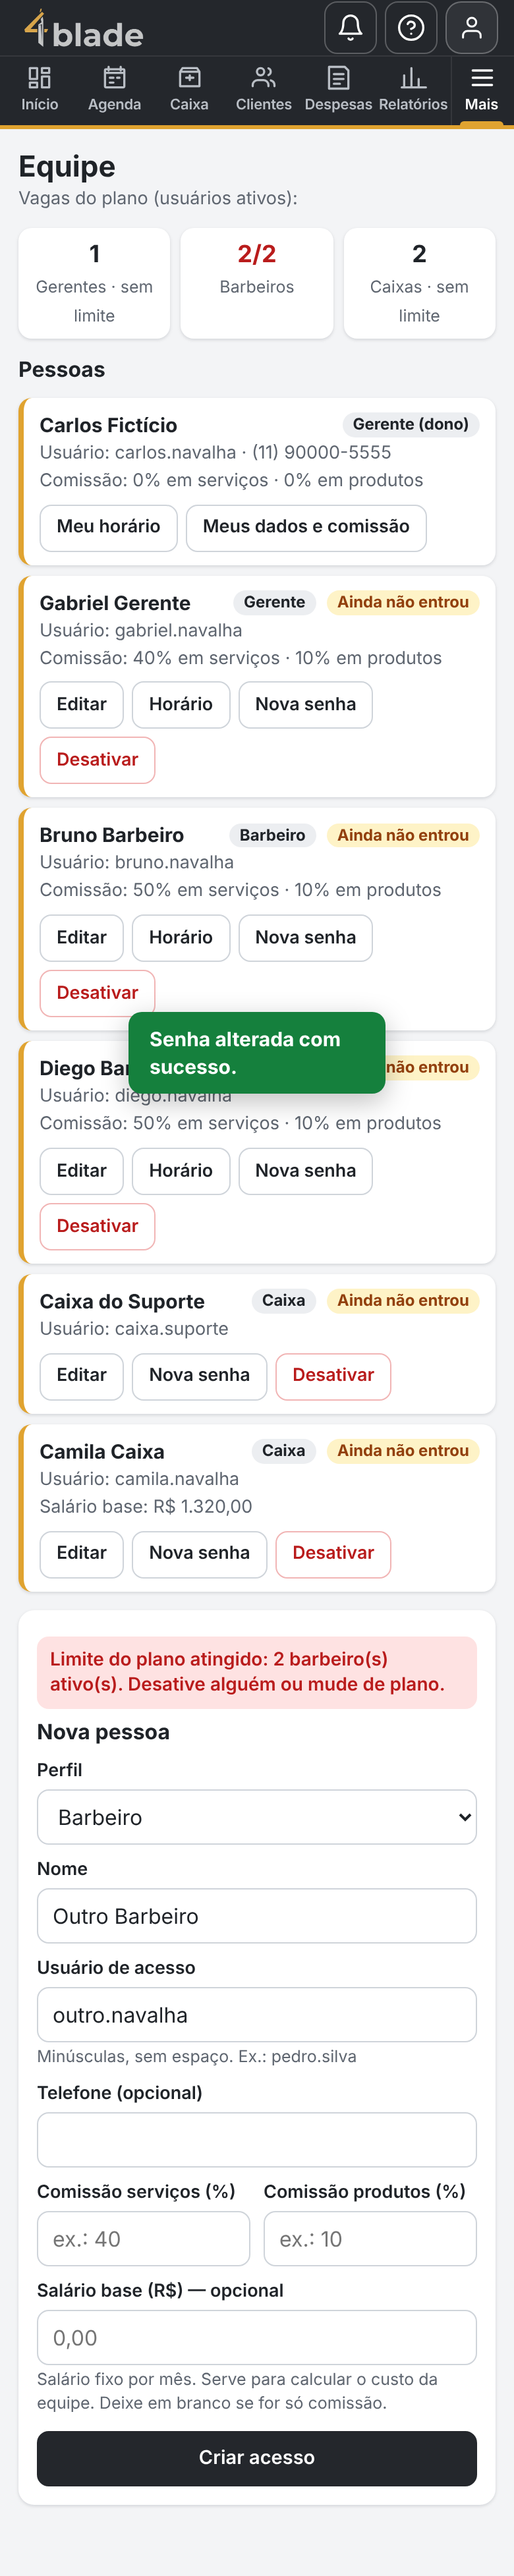 4blade
Início
Agenda
Caixa
Clientes
Despesas
Relatórios
Mais
Equipe
Vagas do plano (usuários ativos):
1
Gerentes · sem
limite
2/2
Barbeiros
2
Caixas · sem
limite
Pessoas
Carlos Fictício
Gerente (dono)
Usuário: carlos.navalha · (11) 90000-5555
Comissão: 0% em serviços · 0% em produtos
Meu horário
Meus dados e comissão
Gabriel Gerente
Gerente
Ainda não entrou
Usuário: gabriel.navalha
Comissão: 40% em serviços · 10% em produtos
Editar
Horário
Nova senha
Desativar
Bruno Barbeiro
Barbeiro
Ainda não entrou
Usuário: bruno.navalha
Comissão: 50% em serviços · 10% em produtos
Editar
Horário
Nova senha
Desativar
Senha alterada com
sucesso.
Diego
não entrou
Usuário: diego.navalha
Comissão: 50% em serviços · 10% em produtos
Editar
Horário
Nova senha
Desativar
Caixa do Suporte
Caixa
Ainda não entrou
Usuário: caixa.suporte
Editar
Nova senha
Desativar
Camila Caixa
Caixa
Ainda não entrou
Usuário: camila.navalha
Salário base: R$ 1.320,00
Editar
Nova senha
Desativar
Limite do plano atingido: 2 barbeiro(s)
ativo(s). Desative alguém ou mude de plano.
Nova pessoa
Perfil
Barbeiro
Nome
Outro Barbeiro
Usuário de acesso
outro.navalha
Minúsculas, sem espaço. Ex.: pedro.silva
Telefone (opcional)
Comissão serviços (%)
Comissão produtos (%)
ex.: 40
ex.: 10
Salário base (R$) — opcional
0,00
Salário fixo por mês. Serve para calcular o custo da
equipe. Deixe em branco se for só comissão.
Criar acesso